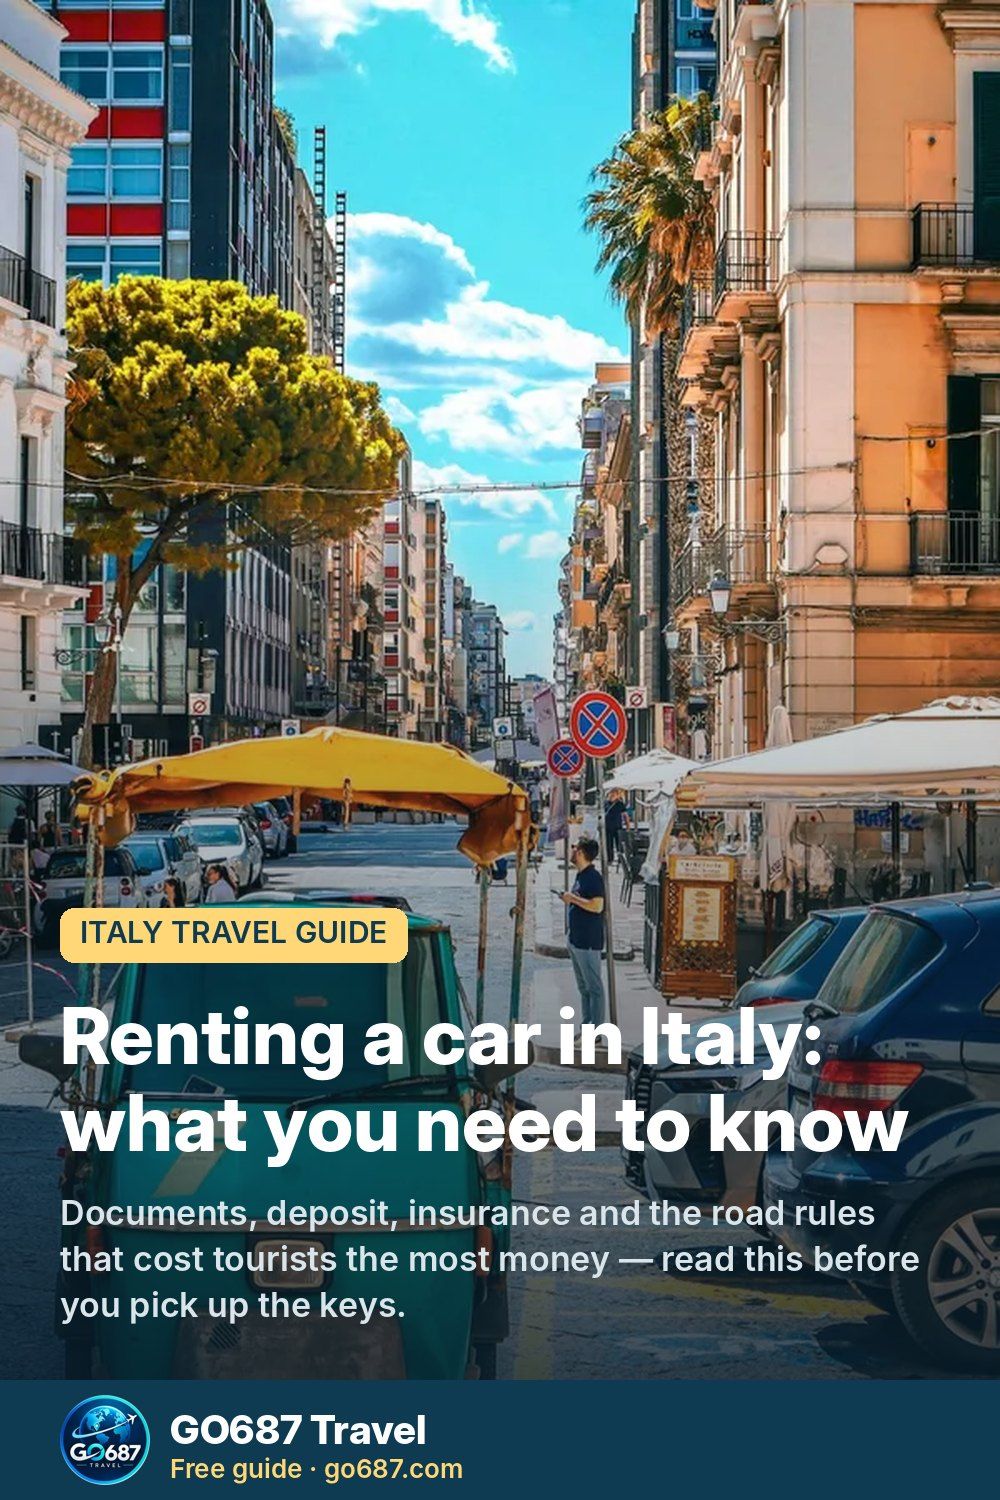 ITALY TRAVEL GUIDE
Renting a car in Italy:
what you need to know
Documents, deposit, insurance and the road rules
that cost tourists the most money — read this before
you pick up the keys.
GO687
TRAVEL
GO687 Travel
Free guide · go687.com